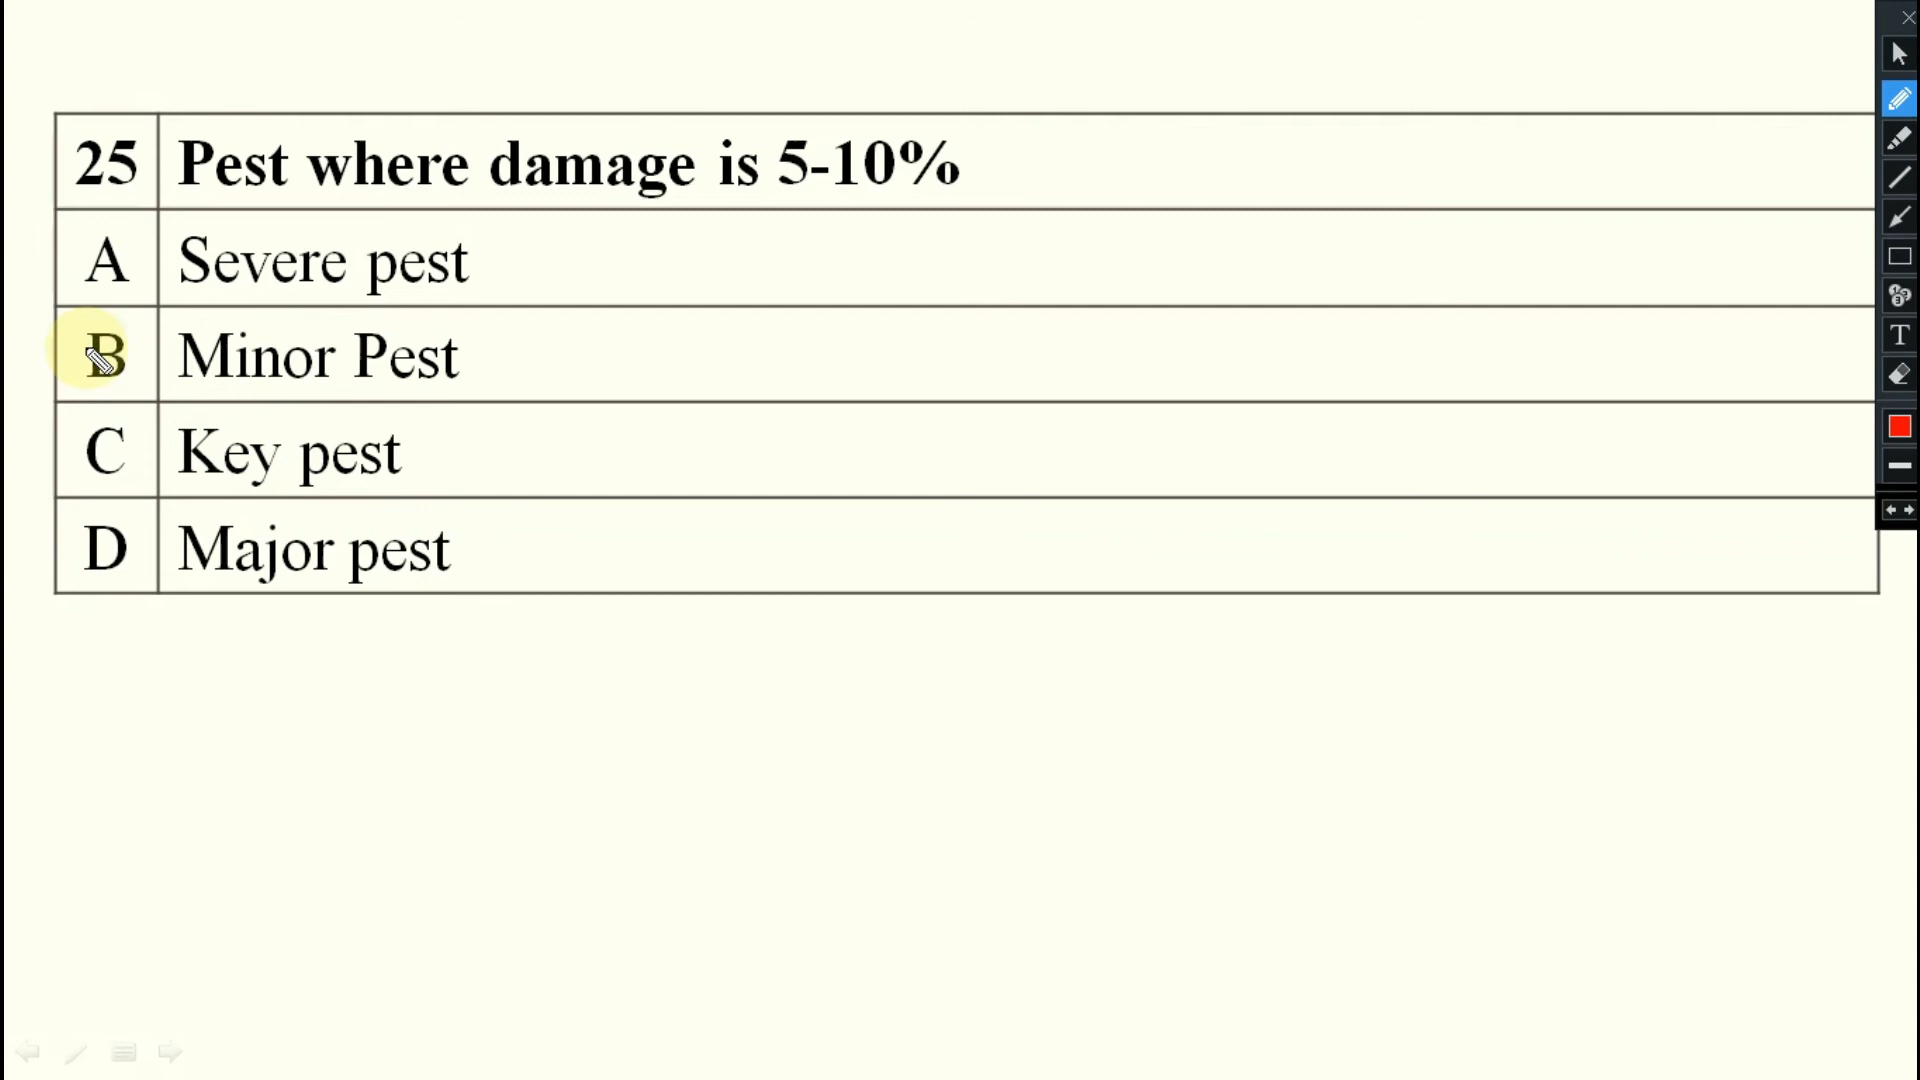 25 Pest where damage is 5-10%
A Severe pest
B Minor Pest
C Key pest
D Major pest
T